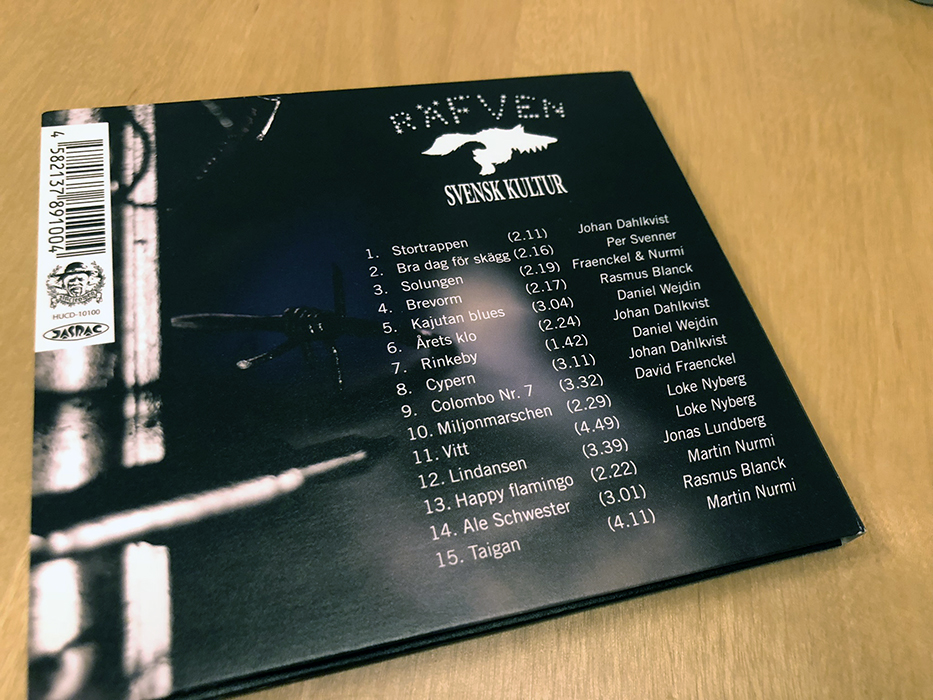 RÄFVEN
SVENSK KULTUR
1. Stortrappen (2.11) Johan Dahlkvist
2. Bra dag för skägg (2.16) Per Svenner
3. Solungen (2.19) Fraenckel & Nurmi
4. Brevorm (2.17) Rasmus Blanck
5. Kajutan blues (3.04) Daniel Wejdin
6. Årets klo (2.24) Johan Dahlkvist
7. Rinkeby (1.42) Daniel Wejdin
8. Cypern (3.11) Johan Dahlkvist
9. Colombo Nr. 7 (3.32) David Fraenckel
10. Miljonmarschen (2.29) Loke Nyberg
11. Vitt (4.49) Loke Nyberg
12. Lindansen (3.39) Jonas Lundberg
13. Happy flamingo (2.22) Martin Nurmi
14. Ale Schwester (3.01) Rasmus Blanck
15. Taigan (4.11) Martin Nurmi
4 582137 891004
HUCD-10100
JASRAC